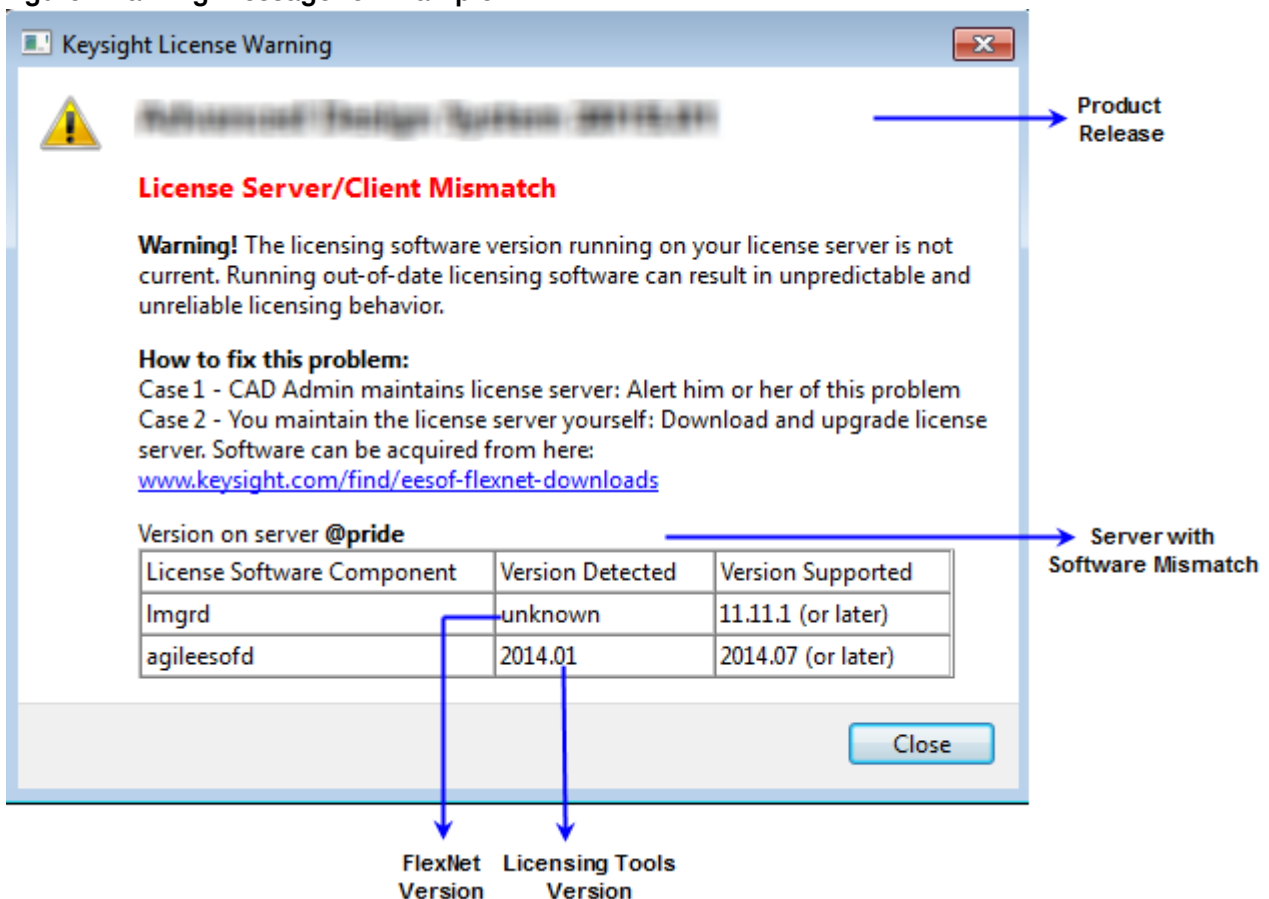 Keysight License Warning
Product
Release
License Server/Client Mismatch
Warning! The licensing software version running on your license server is not
current. Running out-of-date licensing software can result in unpredictable and
unreliable licensing behavior.
How to fix this problem:
Case 1 - CAD Admin maintains license server: Alert him or her of this problem
Case 2 - You maintain the license server yourself: Download and upgrade license
server. Software can be acquired from here:
www.keysight.com/find/eesof-flexnet-downloads
Version on server @pride
Server with
Software Mismatch
License Software Component Version Detected Version Supported
lmgrd unknown 11.11.1 (or later)
agileesofd 2014.01 2014.07 (or later)
Close
FlexNet
Version
Licensing Tools
Version